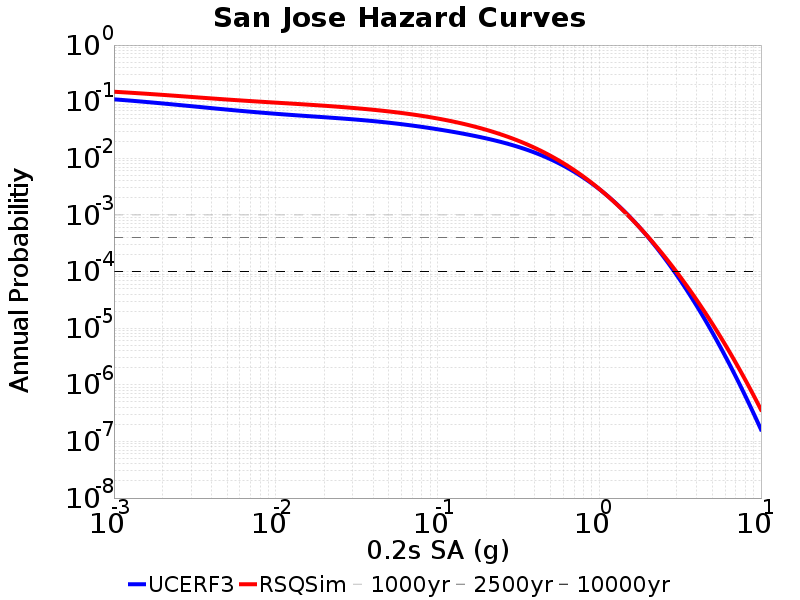 San Jose Hazard Curves
10^0
10^-1
10^-2
10^-3
10^-4
10^-5
10^-6
10^-7
10^-8
Annual Probabilitiy
10^-3 10^-2 10^-1 10^0 10^1
0.2s SA (g)
UCERF3 RSQSim 1000yr 2500yr 10000yr